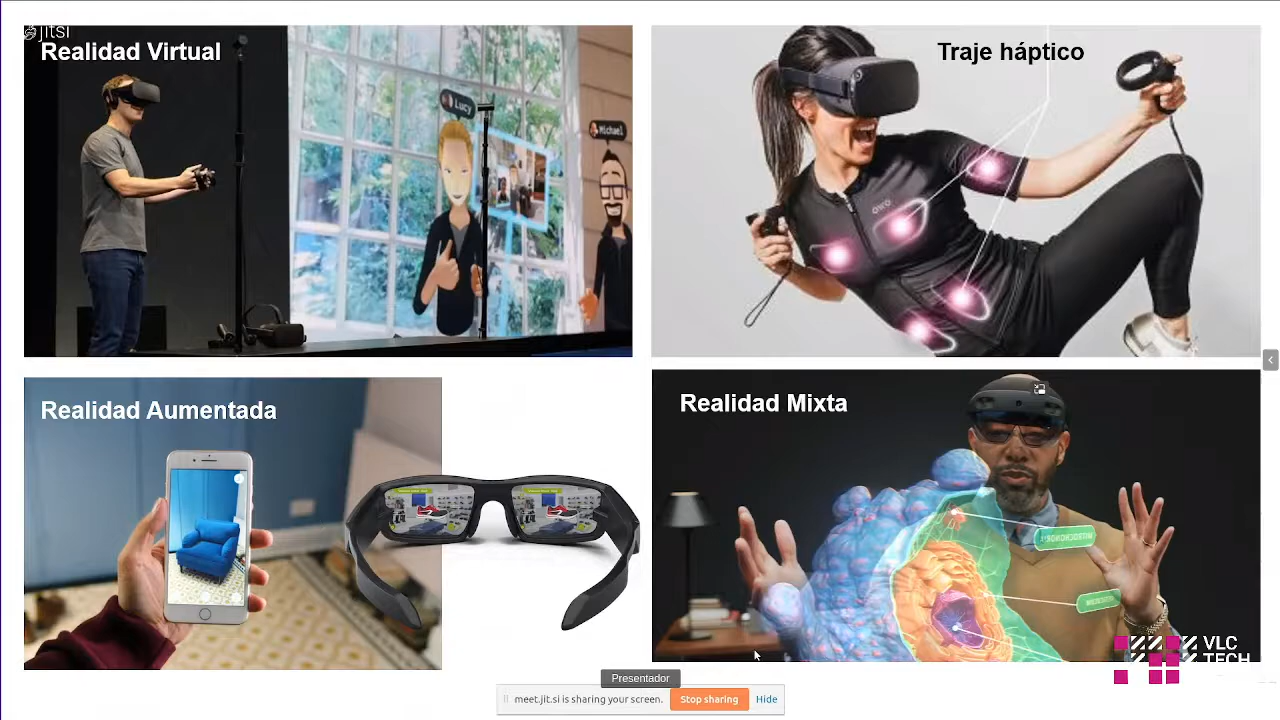 jitsi
Realidad Virtual
Lucy
Michael
Traje háptico
OWO
Realidad Aumentada
Realidad Mixta
VLC
TECH
Presentador
meet.jit.si is sharing your screen.
Stop sharing
Hide